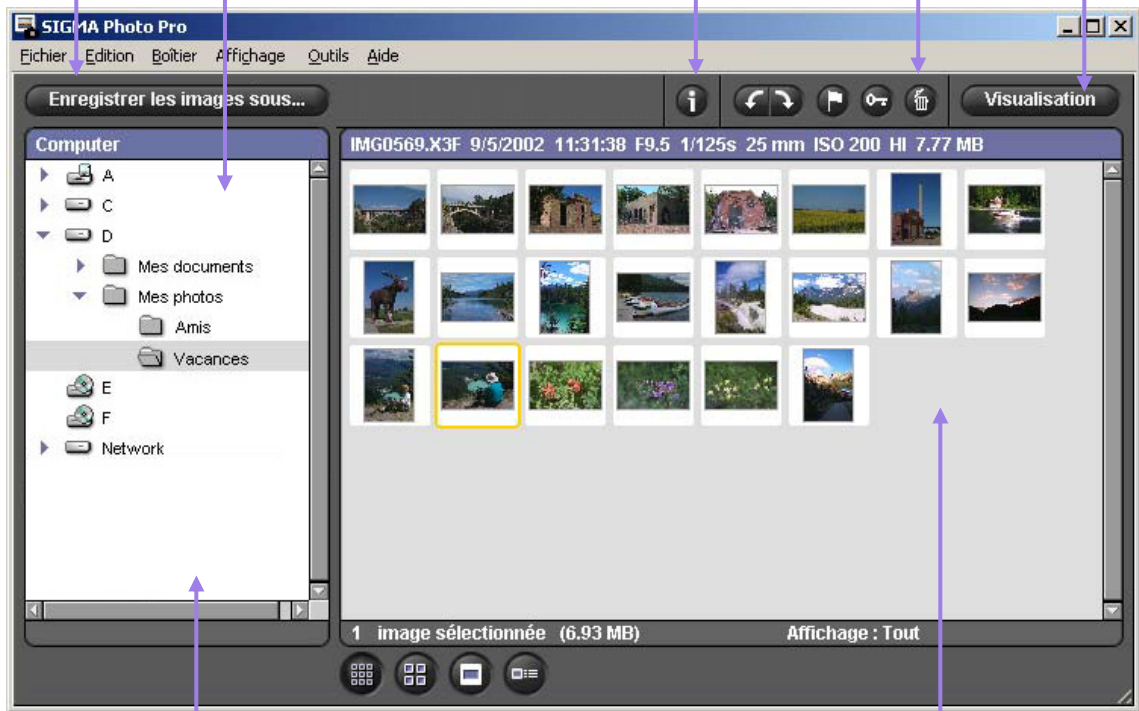 SIGMA Photo Pro
Fichier Edition Boîtier Affichage Outils Aide
Enregistrer les images sous...
Visualisation
Computer
IMG0569.X3F 9/5/2002 11:31:38 F9.5 1/125s 25 mm ISO 200 HI 7.77 MB
A
C
D
Mes documents
Mes photos
Amis
Vacances
E
F
Network
1 image sélectionnée (6.93 MB)
Affichage : Tout